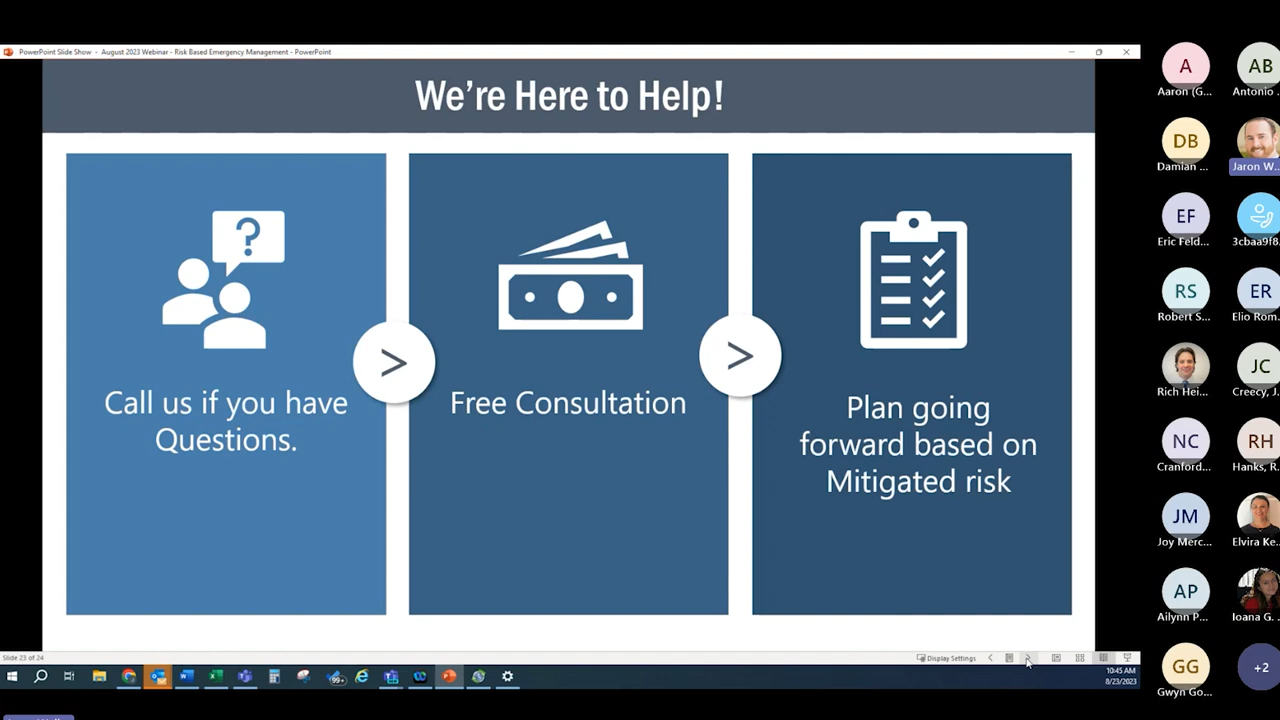 PowerPoint Slide Show - August 2023 Webinar - Risk Based Emergency Management - PowerPoint
We're Here to Help!
?
Call us if you have
Questions.
>
Free Consultation
>
Plan going
forward based on
Mitigated risk
Slide 23 of 24
Display Settings
10:45 AM
8/23/2023
A
Aaron (G...
AB
Antonio
DB
Damian ...
Jaron W...
EF
Eric Feld...
3cbaa9f8
RS
Robert S...
ER
Elio Rom
Rich Hei...
JC
Creecy, J.
NC
Cranford...
RH
Hanks, R.
JM
Joy Merc...
Elvira Ke..
AP
Ailynn P...
Ioana G.
GG
Gwyn Go...
+2